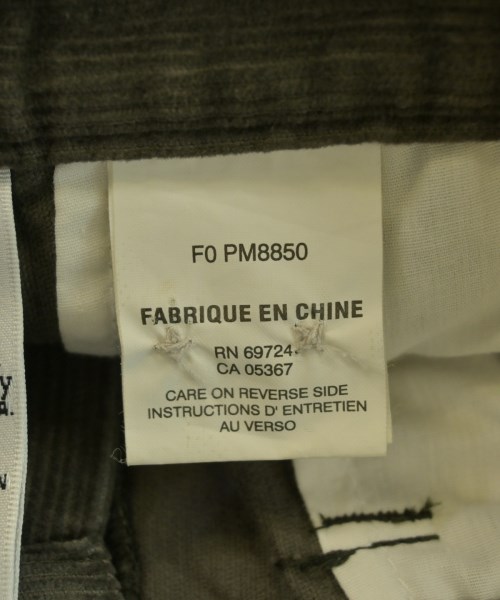 F0 PM8850
FABRIQUE EN CHINE
RN 69724
CA 05367
CARE ON REVERSE SIDE
INSTRUCTIONS D' ENTRETIEN
AU VERSO